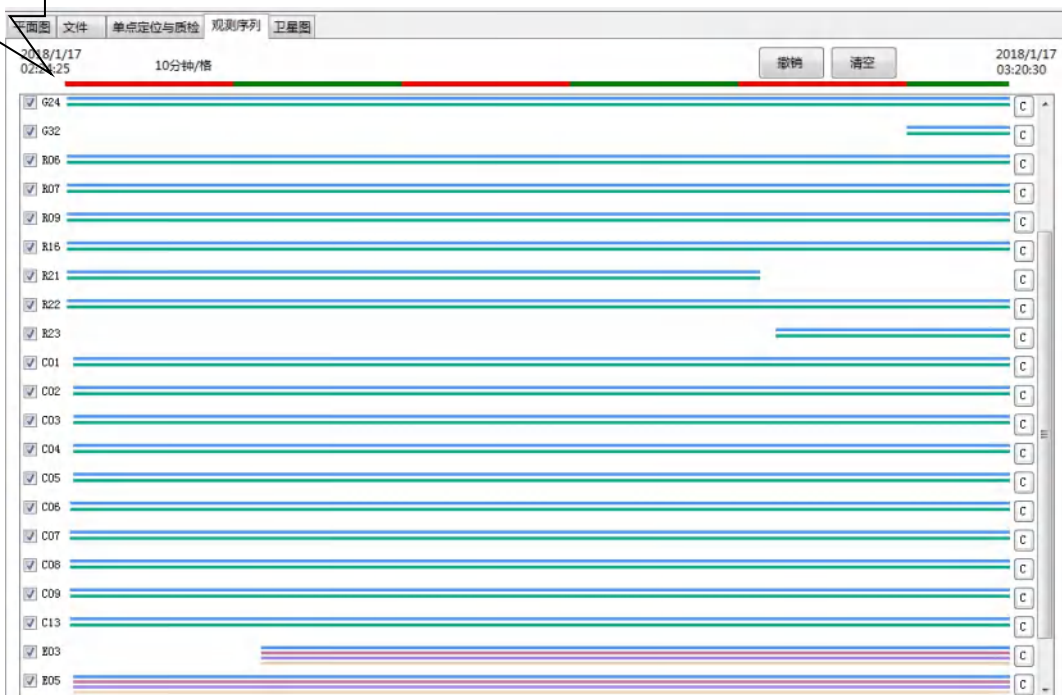 平面图 文件 单点定位与质检 观测序列 卫星图
2018/1/17
02:24:25
10分钟/格
撤销 清空
2018/1/17
03:20:30
G24 C
G32 C
R06 C
R07 C
R09 C
R16 C
R21 C
R22 C
R23 C
C01 C
C02 C
C03 C
C04 C
C05 C
C06 C
C07 C
C08 C
C09 C
C13 C
E03 C
E05 C